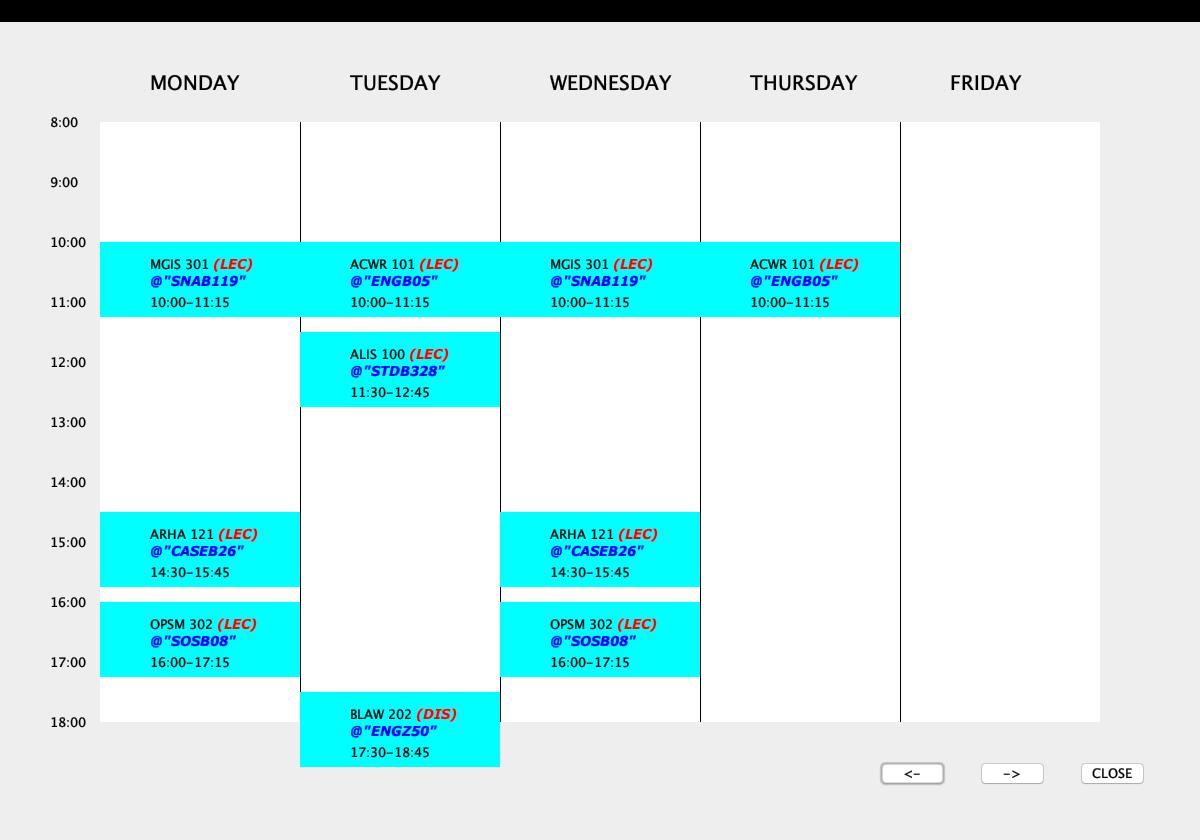 MONDAY TUESDAY WEDNESDAY THURSDAY FRIDAY
8:00
9:00
10:00
MGIS 301 (LEC) ACWR 101 (LEC) MGIS 301 (LEC) ACWR 101 (LEC)
@"SNAB119" @"ENGB05" @"SNAB119" @"ENGB05"
11:00 10:00-11:15 10:00-11:15 10:00-11:15 10:00-11:15
ALIS 100 (LEC)
12:00 @"STDB328"
11:30-12:45
13:00
14:00
ARHA 121 (LEC) ARHA 121 (LEC)
15:00 @"CASEB26" @"CASEB26"
14:30-15:45 14:30-15:45
16:00
OPSM 302 (LEC) OPSM 302 (LEC)
@"SOSB08" @"SOSB08"
17:00 16:00-17:15 16:00-17:15
BLAW 202 (DIS)
18:00 @"ENGZ50"
17:30-18:45
<- -> CLOSE